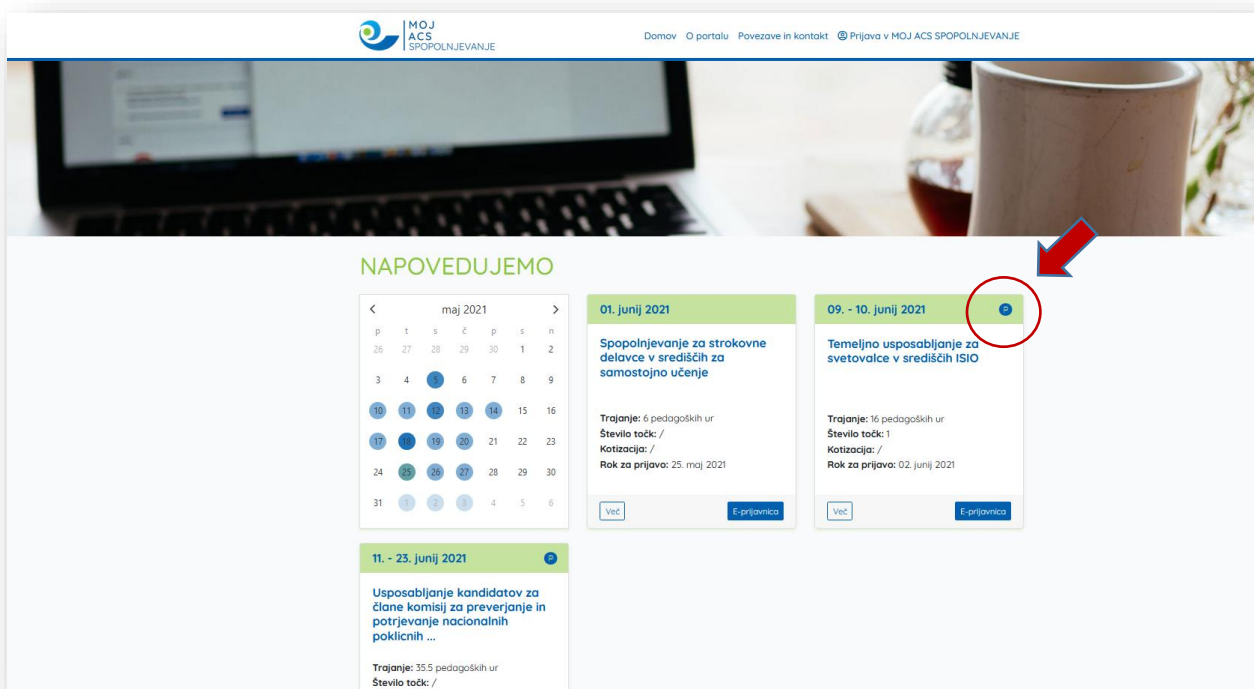 MOJ
ACS
SPOPOLNJEVANJE
Domov O portalu Povezave in kontakt Prijava v MOJ ACS SPOPOLNJEVANJE
NAPOVEDUJEMO
maj 2021
p t s č p s n
26 27 28 29 30 1 2
3 4 5 6 7 8 9
10 11 12 13 14 15 16
17 18 19 20 21 22 23
24 25 26 27 28 29 30
31 1 2 3 4 5 6
01. junij 2021
Spopolnjevanje za strokovne
delavce v središčih za
samostojno učenje
Trajanje: 6 pedagoških ur
Število točk: /
Kotizacija: /
Rok za prijavo: 25. maj 2021
Več E-prijavnica
09. - 10. junij 2021 P
Temeljno usposabljanje za
svetovalce v središčih ISIO
Trajanje: 16 pedagoških ur
Število točk: 1
Kotizacija: /
Rok za prijavo: 02. junij 2021
Več E-prijavnica
11. - 23. junij 2021 P
Usposabljanje kandidatov za
člane komisij za preverjanje in
potrjevanje nacionalnih
poklicnih ...
Trajanje: 35.5 pedagoških ur
Število točk: /